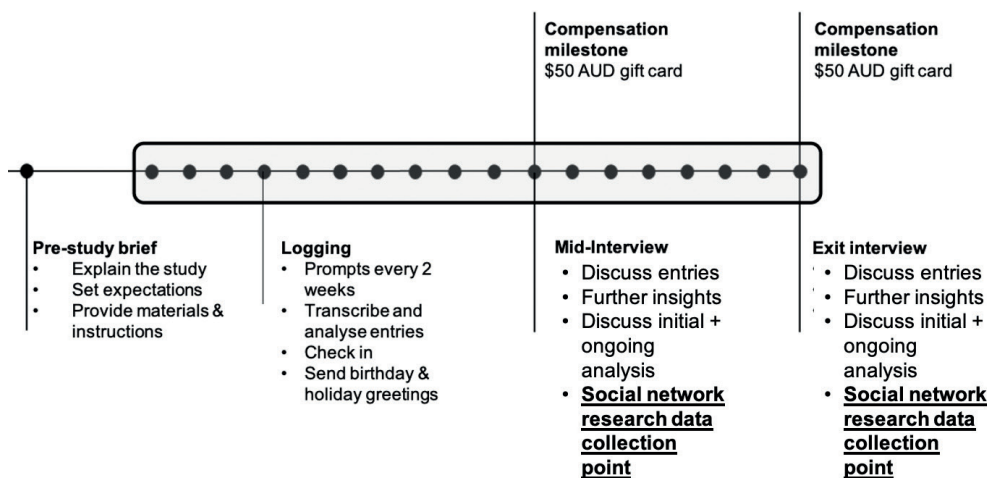 Compensation
milestone
$50 AUD gift card
Compensation
milestone
$50 AUD gift card
Pre-study brief
• Explain the study
• Set expectations
• Provide materials &
instructions
Logging
• Prompts every 2
weeks
• Transcribe and
analyse entries
• Check in
• Send birthday &
holiday greetings
Mid-Interview
• Discuss entries
• Further insights
• Discuss initial +
ongoing
analysis
• Social network
research data
collection
point
Exit interview
• Discuss entries
• Further insights
• Discuss initial +
ongoing
analysis
• Social network
research data
collection
point